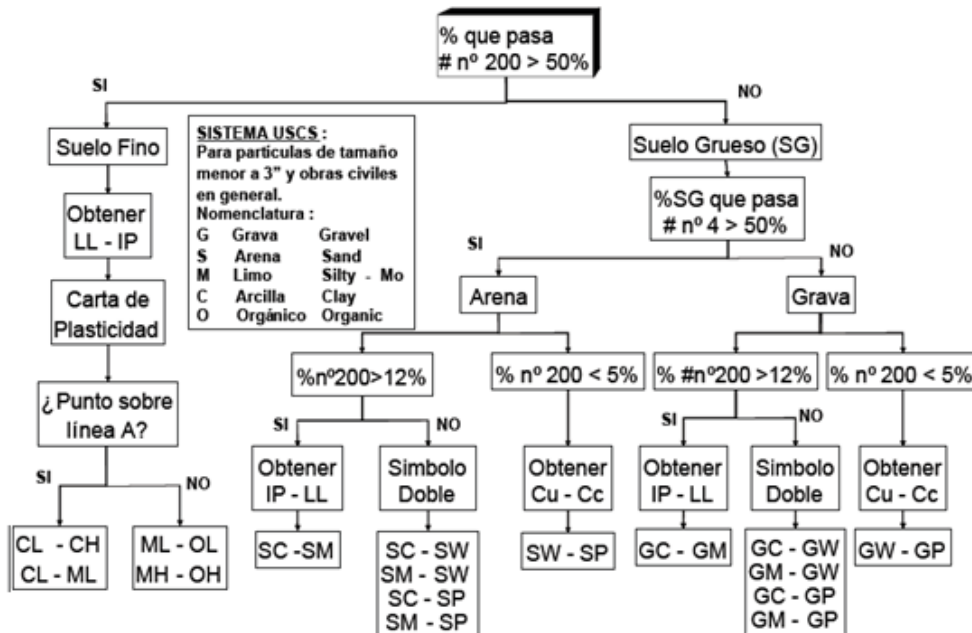 % que pasa
# nº 200 > 50%
SI
NO
Suelo Fino
SISTEMA USCS :
Para particulas de tamaño
menor a 3" y obras civiles
en general.
Nomenclatura :
G Grava Gravel
S Arena Sand
M Limo Silty - Mo
C Arcilla Clay
O Orgánico Organic
Suelo Grueso (SG)
Obtener
LL - IP
%SG que pasa
# nº 4 > 50%
SI
NO
Carta de
Plasticidad
Arena
Grava
¿Punto sobre
línea A?
%nº200>12%
% nº 200 < 5%
% #nº200 >12%
% nº 200 < 5%
SI
NO
SI
NO
SI
NO
Obtener
IP - LL
Simbolo
Doble
Obtener
Cu - Cc
Obtener
IP - LL
Simbolo
Doble
Obtener
Cu - Cc
CL - CH
CL - ML
ML - OL
MH - OH
SC -SM
SC - SW
SM - SW
SC - SP
SM - SP
SW - SP
GC - GM
GC - GW
GM - GW
GC - GP
GM - GP
GW - GP